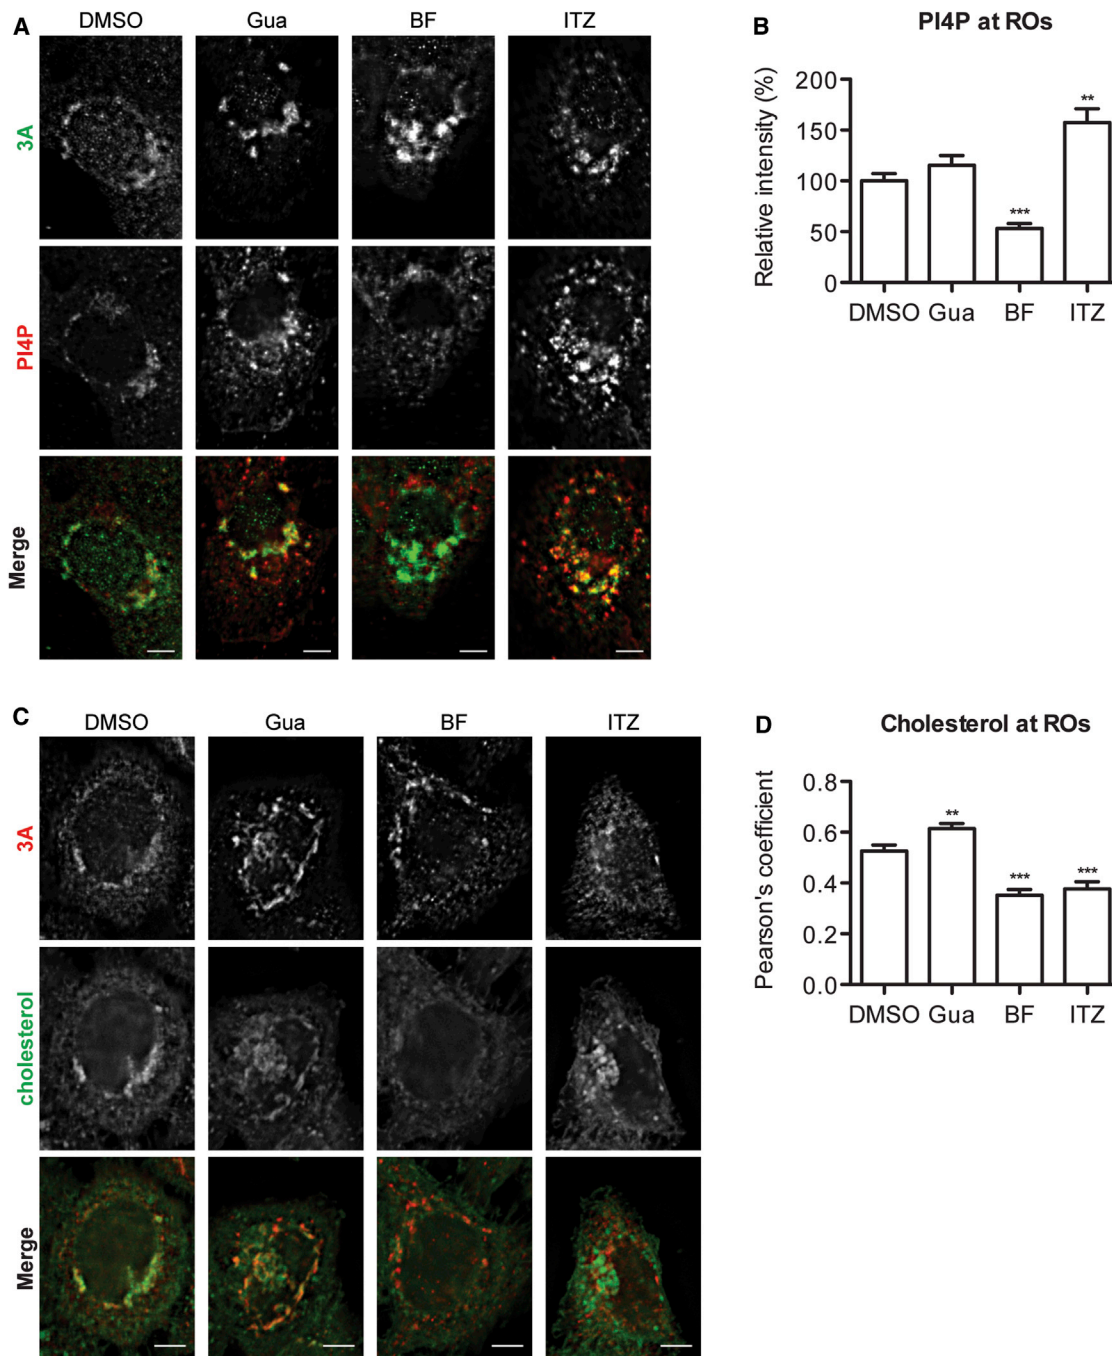 A
DMSO Gua BF ITZ
3A
PI4P
Merge
B
PI4P at ROs
Relative intensity (%)
200
150
100
50
0
**
***
DMSO Gua BF ITZ
C
DMSO Gua BF ITZ
3A
cholesterol
Merge
D
Cholesterol at ROs
Pearson's coefficient
0.8
0.6
0.4
0.2
0.0
**
***
***
DMSO Gua BF ITZ